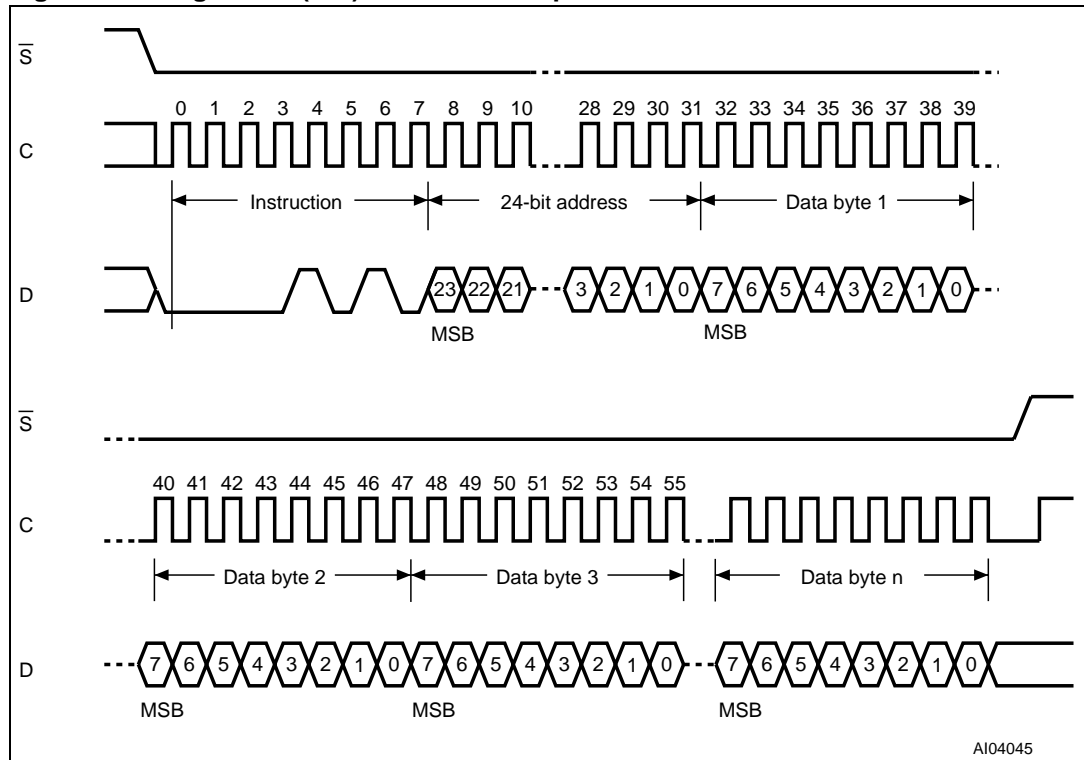 S
0 1 2 3 4 5 6 7 8 9 10 28 29 30 31 32 33 34 35 36 37 38 39
C
Instruction 24-bit address Data byte 1
D 23 22 21 3 2 1 0 7 6 5 4 3 2 1 0
MSB MSB
S
40 41 42 43 44 45 46 47 48 49 50 51 52 53 54 55
C
Data byte 2 Data byte 3 Data byte n
D 7 6 5 4 3 2 1 0 7 6 5 4 3 2 1 0 7 6 5 4 3 2 1 0
MSB MSB MSB
AI04045